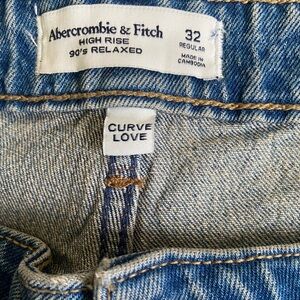 Abercrombie & Fitch 32
HIGH RISE REGULAR
90's RELAXED MADE IN
CAMBODIA
CURVE
LOVE